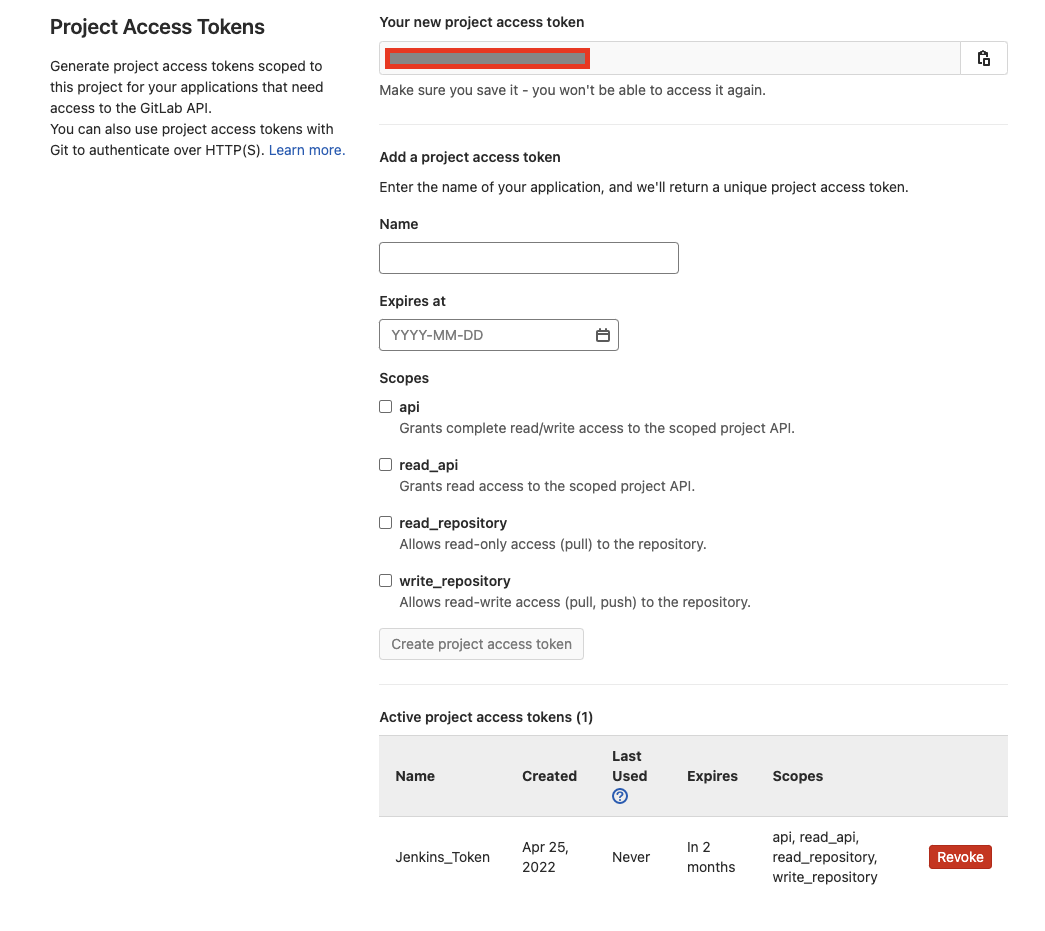 Project Access Tokens
Generate project access tokens scoped to
this project for your applications that need
access to the GitLab API.
You can also use project access tokens with
Git to authenticate over HTTP(S). Learn more.
Your new project access token
Make sure you save it - you won't be able to access it again.
Add a project access token
Enter the name of your application, and we'll return a unique project access token.
Name
Expires at
YYYY-MM-DD
Scopes
api
Grants complete read/write access to the scoped project API.
read_api
Grants read access to the scoped project API.
read_repository
Allows read-only access (pull) to the repository.
write_repository
Allows read-write access (pull, push) to the repository.
Create project access token
Active project access tokens (1)
Name Created Last Used ? Expires Scopes
Jenkins_Token Apr 25, 2022 Never In 2 months api, read_api, read_repository, write_repository Revoke